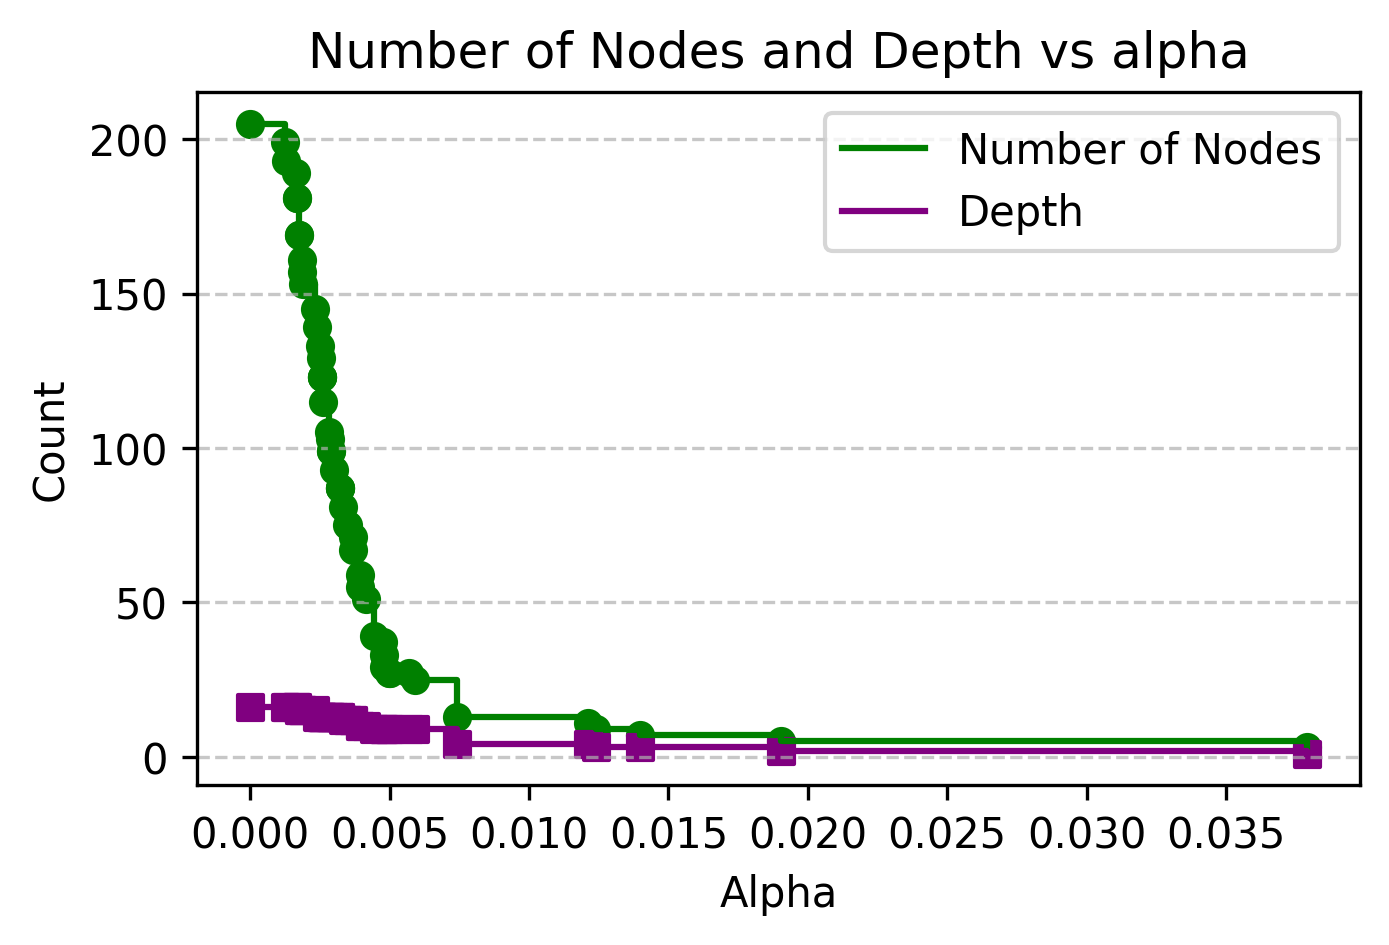 Number of Nodes and Depth vs alpha
Number of Nodes
Depth
200
150
100
50
0
Count
0.000 0.005 0.010 0.015 0.020 0.025 0.030 0.035
Alpha